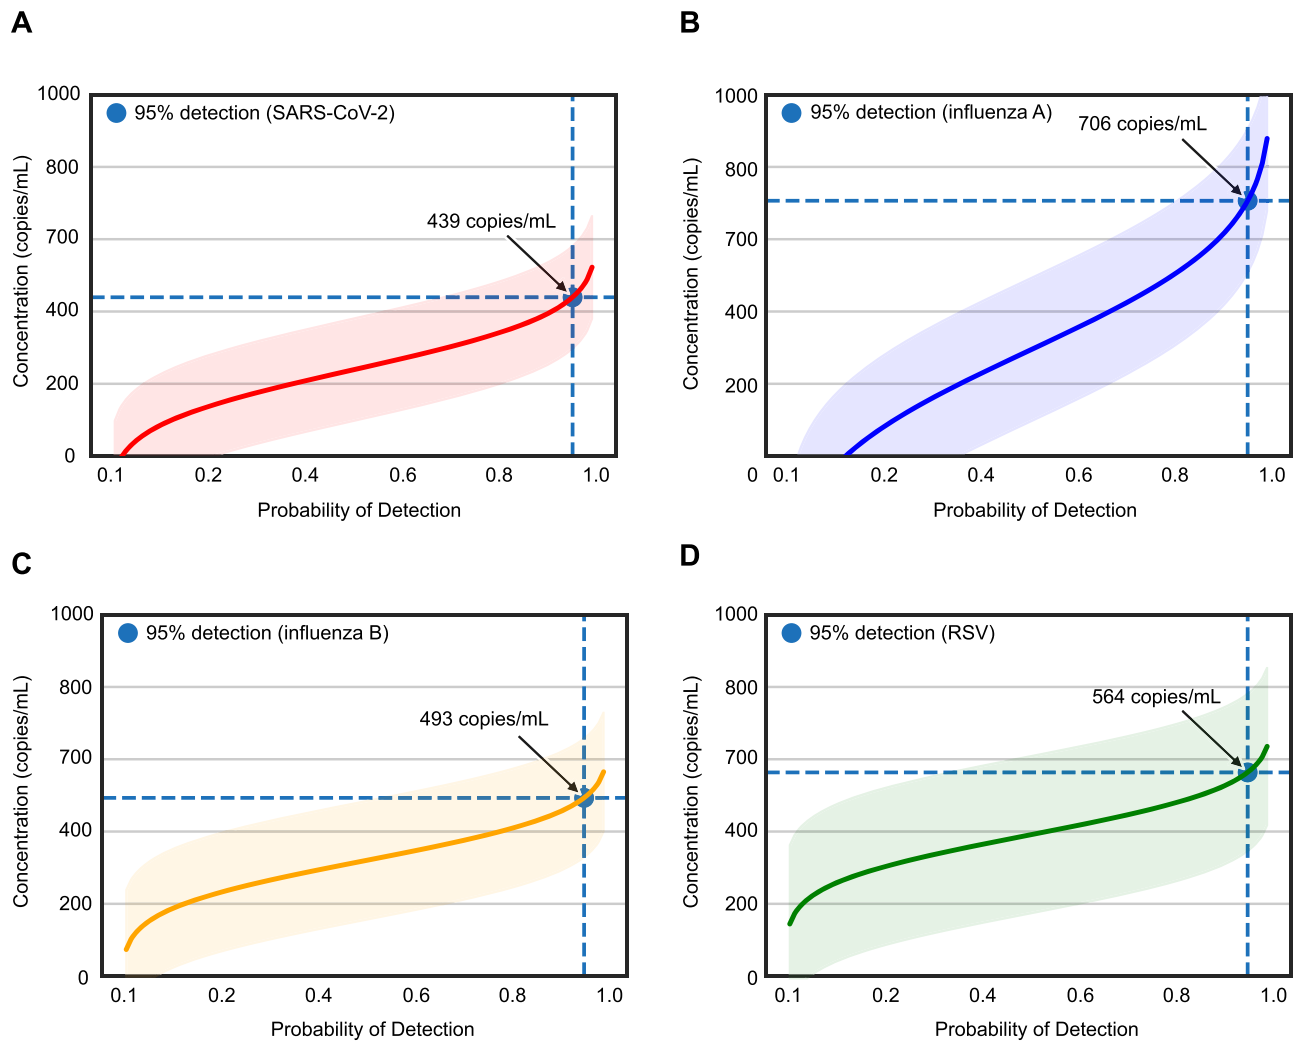 A
1000
95% detection (SARS-CoV-2)
800
439 copies/mL
700
400
200
0
Concentration (copies/mL)
0.1 0.2 0.4 0.6 0.8 1.0
Probability of Detection
B
1000
95% detection (influenza A)
706 copies/mL
800
700
400
200
Concentration (copies/mL)
0 0.1 0.2 0.4 0.6 0.8 1.0
Probability of Detection
C
1000
95% detection (influenza B)
800
493 copies/mL
700
400
200
0
Concentration (copies/mL)
0.1 0.2 0.4 0.6 0.8 1.0
Probability of Detection
D
1000
95% detection (RSV)
800
564 copies/mL
700
400
200
0
Concentration (copies/mL)
0.1 0.2 0.4 0.6 0.8 1.0
Probability of Detection